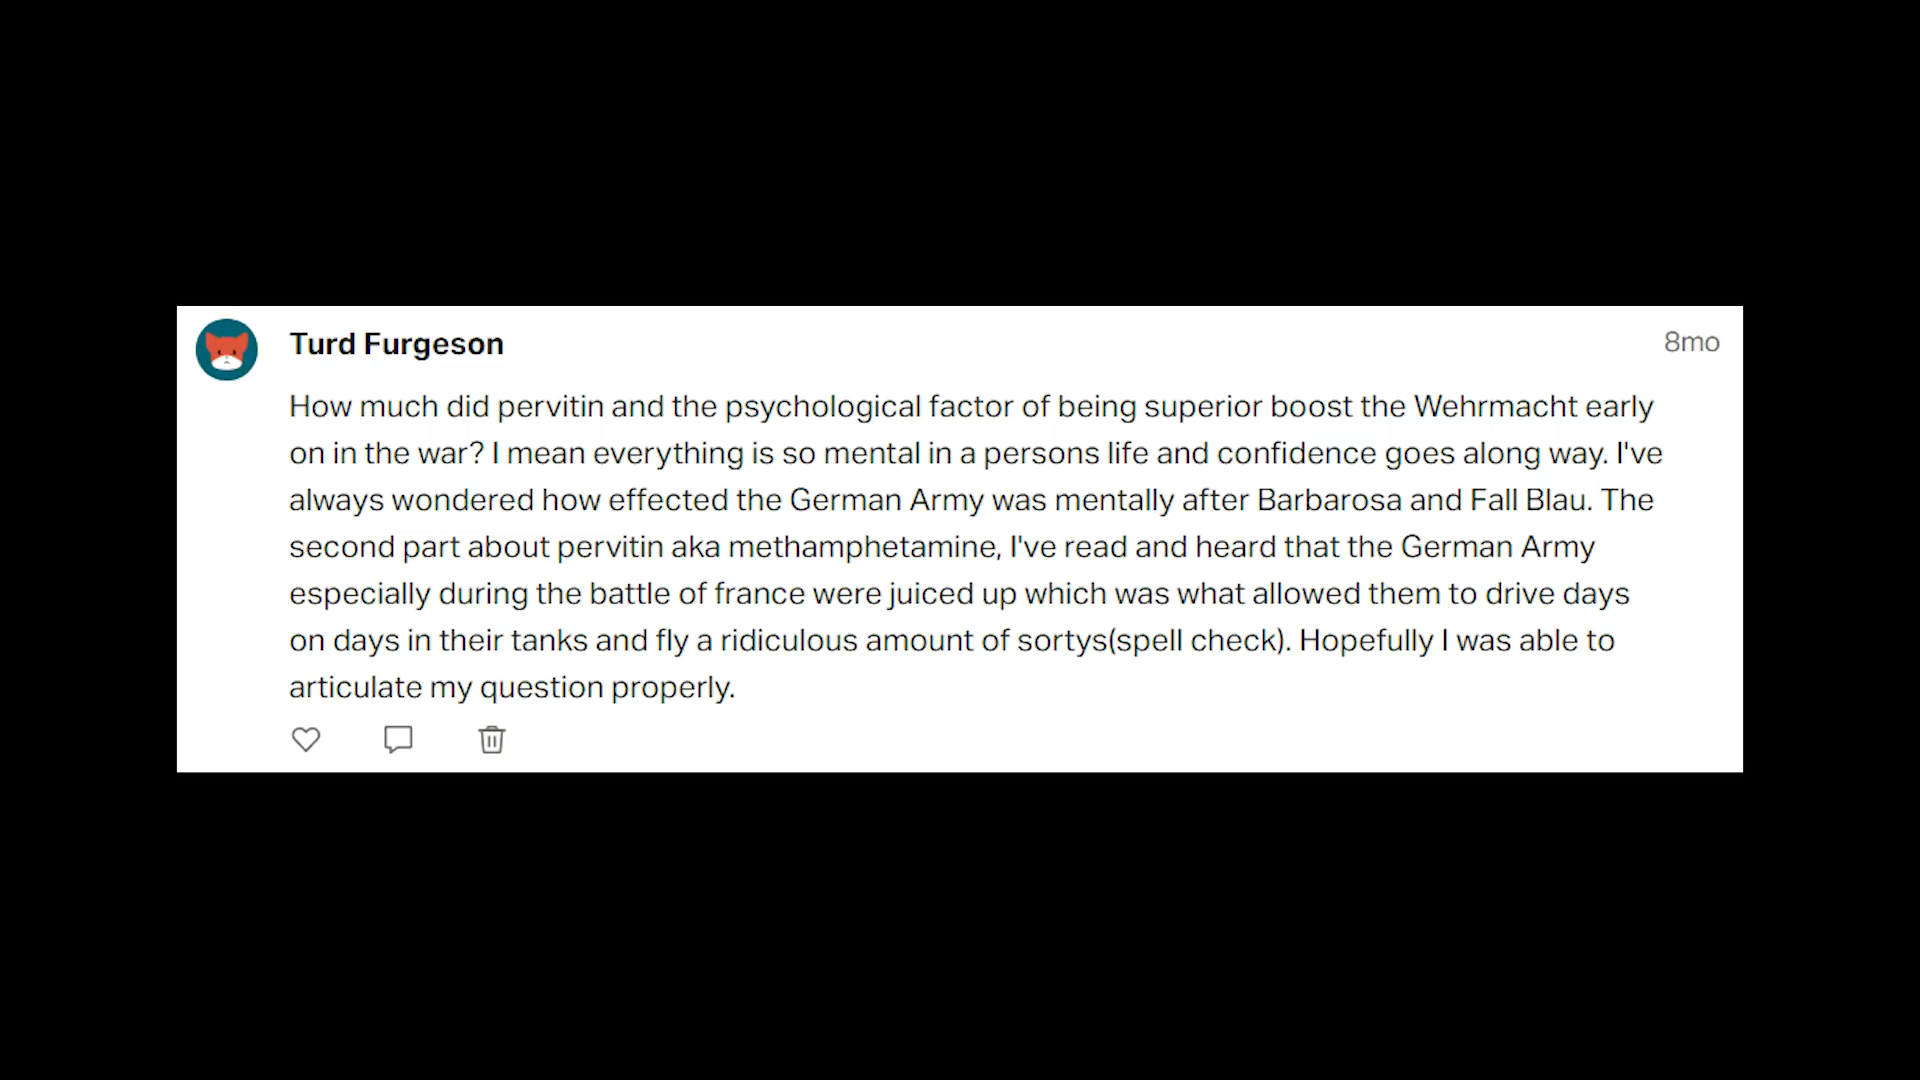 Turd Furgeson
8mo
How much did pervitin and the psychological factor of being superior boost the Wehrmacht early
on in the war? I mean everything is so mental in a persons life and confidence goes along way. I've
always wondered how effected the German Army was mentally after Barbarosa and Fall Blau. The
second part about pervitin aka methamphetamine, I've read and heard that the German Army
especially during the battle of france were juiced up which was what allowed them to drive days
on days in their tanks and fly a ridiculous amount of sortys(spell check). Hopefully I was able to
articulate my question properly.